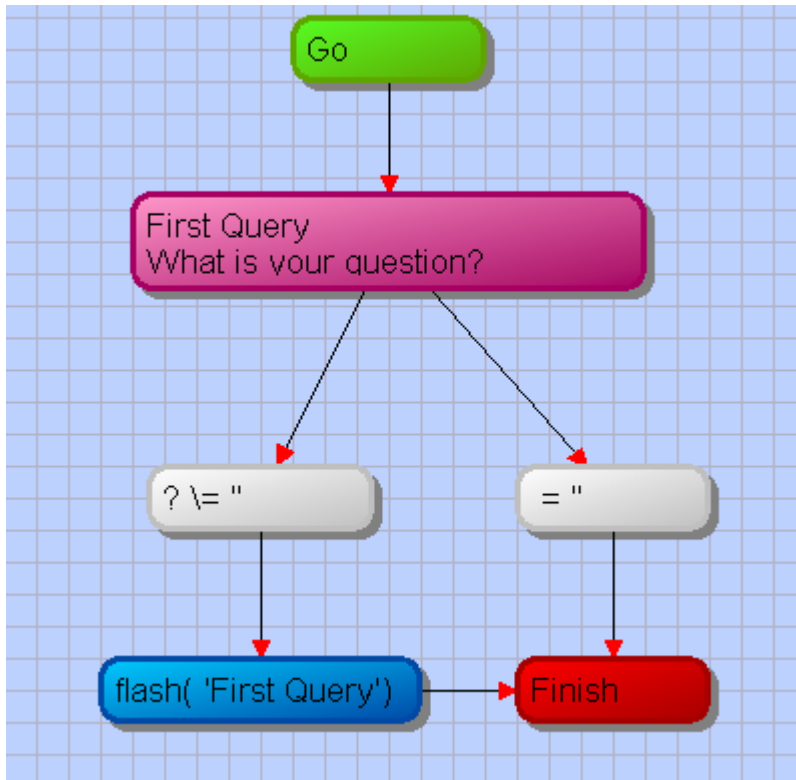 Go
First Query
What is your question?
? \= ''
= ''
flash( 'First Query')
Finish